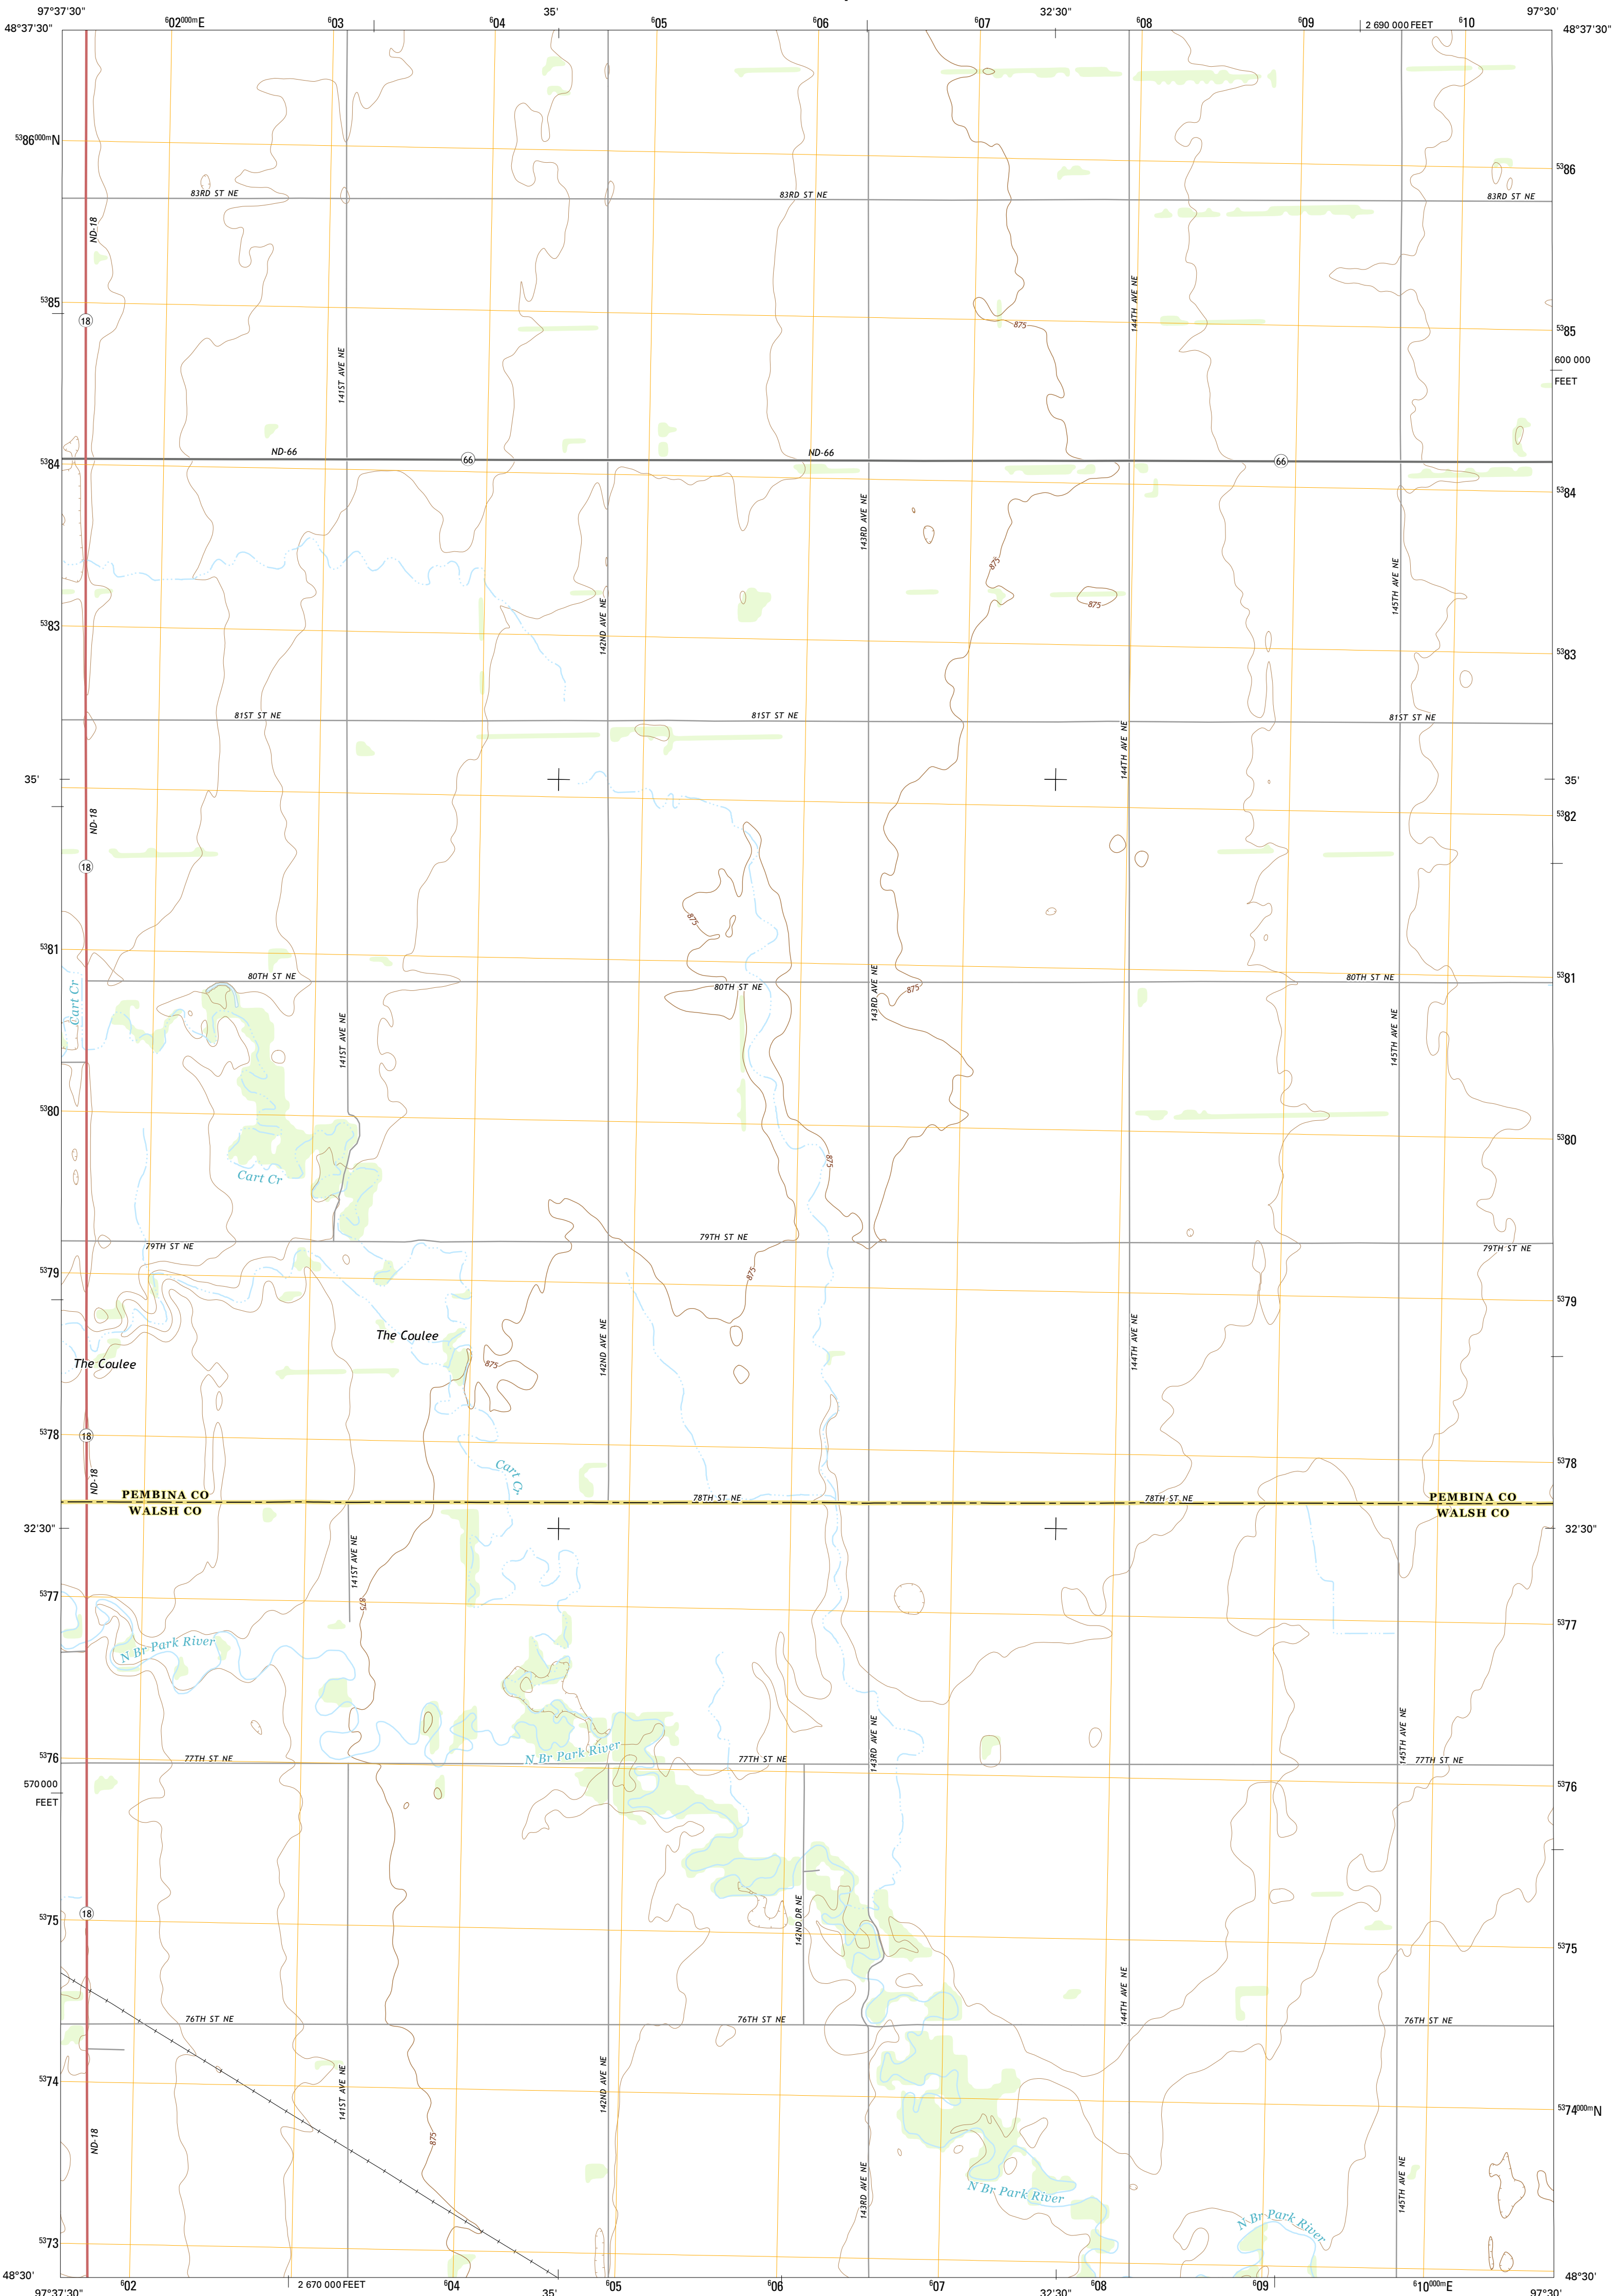 97°37'30" 35' 32'30" 97°30'
48°37'30" ⁶02⁰⁰⁰ᵐE ⁶03 ⁶04 ⁶05 ⁶06 ⁶07 ⁶08 ⁶09 2 690 000 FEET ⁶10 48°37'30"
⁵³86⁰⁰⁰ᵐN
⁵³86
83RD ST NE 83RD ST NE 83RD ST NE
ND-18
⁵³85
144TH AVE NE
18
875
⁵³85
600 000
FEET
141ST AVE NE
ND-66 ND-66
⁵³84 66 66
⁵³84
143RD AVE NE
875
145TH AVE NE
875
⁵³83
142ND AVE NE
⁵³83
81ST ST NE 81ST ST NE 81ST ST NE
144TH AVE NE
35' 35'
ND-18
⁵³82
18
875
⁵³81
⁵³81
80TH ST NE 80TH ST NE 80TH ST NE
Cart Cr
143RD AVE NE
875
141ST AVE NE
145TH AVE NE
⁵³80
⁵³80
875
Cart Cr
79TH ST NE 79TH ST NE 79TH ST NE
⁵³79
875
⁵³79
The Coulee
142ND AVE NE
144TH AVE NE
The Coulee
875
⁵³78 18
⁵³78
Cart Cr
ND-18
PEMBINA CO 78TH ST NE 78TH ST NE PEMBINA CO
WALSH CO WALSH CO
32'30" 32'30"
141ST AVE NE
⁵³77
875
⁵³77
N Br Park River
143RD AVE NE
145TH AVE NE
N Br Park River
⁵³76 77TH ST NE 77TH ST NE 77TH ST NE
570 000
FEET
⁵³76
18
⁵³75
142ND DR NE
⁵³75
144TH AVE NE
76TH ST NE 76TH ST NE 76TH ST NE
⁵³74
141ST AVE NE
142ND AVE NE
⁵³74⁰⁰⁰ᵐN
ND-18
875
143RD AVE NE
145TH AVE NE
N Br Park River
N Br Park River
⁵³73
48°30' 48°30'
⁶02 2 670 000 FEET ⁶04 ⁶05 ⁶06 ⁶07 ⁶08 ⁶09 ⁶10⁰⁰⁰ᵐE
97°37'30" 35' 32'30" 97°30'